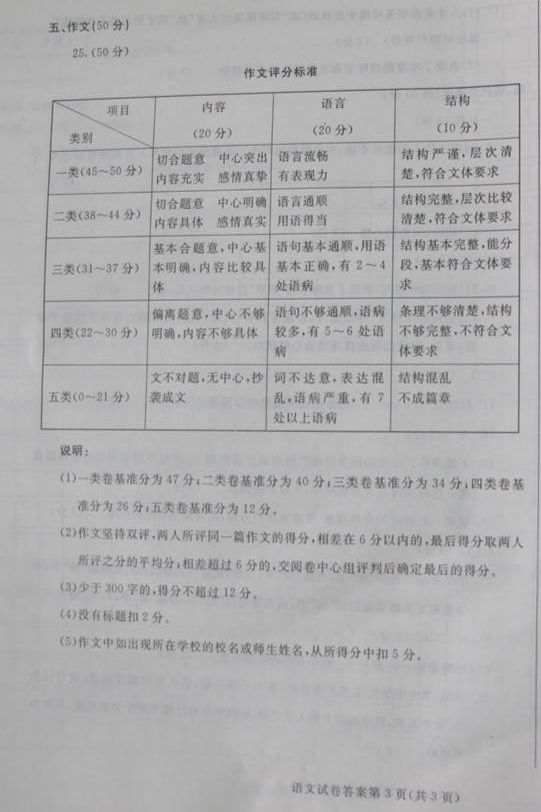 五、作文(50分)
25.(50分)
作文评分标准
项目 类别 内容 (20分) 语言 (20分) 结构 (10分)
一类(45～50分) 切合题意 中心突出 语言流畅 结构严谨,层次清
内容充实 感情真挚 有表现力 楚,符合文体要求
二类(38～44分) 切合题意 中心明确 语言通顺 结构完整,层次比较
内容具体 感情真实 用语得当 清楚,符合文体要求
三类(31～37分) 基本合题意,中心基 语句基本通顺,用语 结构基本完整,能分
本明确,内容比较具 基本正确,有2～4 段,基本符合文体要
体 处语病 求
四类(22～30分) 偏离题意,中心不够 语句不够通顺,语病 条理不够清楚,结构
明确,内容不够具体 较多,有5～6处语 不够完整,不符合文
病 体要求
五类(0～21分) 文不对题,无中心,抄 词不达意,表达混 结构混乱
袭成文 乱,语病严重,有7 不成篇章
处以上语病
说明:
(1)一类卷基准分为47分;二类卷基准分为40分;三类卷基准分为34分;四类卷基
准分为26分;五类卷基准分为12分。
(2)作文坚持双评,两人所评同一篇作文的得分,相差在6分以内的,最后得分取两人
所评之分的平均分;相差超过6分的,交阅卷中心组评判后确定最后的得分。
(3)少于300字的,得分不超过12分。
(4)没有标题扣2分。
(5)作文中如出现所在学校的校名或师生姓名,从所得分中扣5分。
语文试卷答案第3页(共3页)